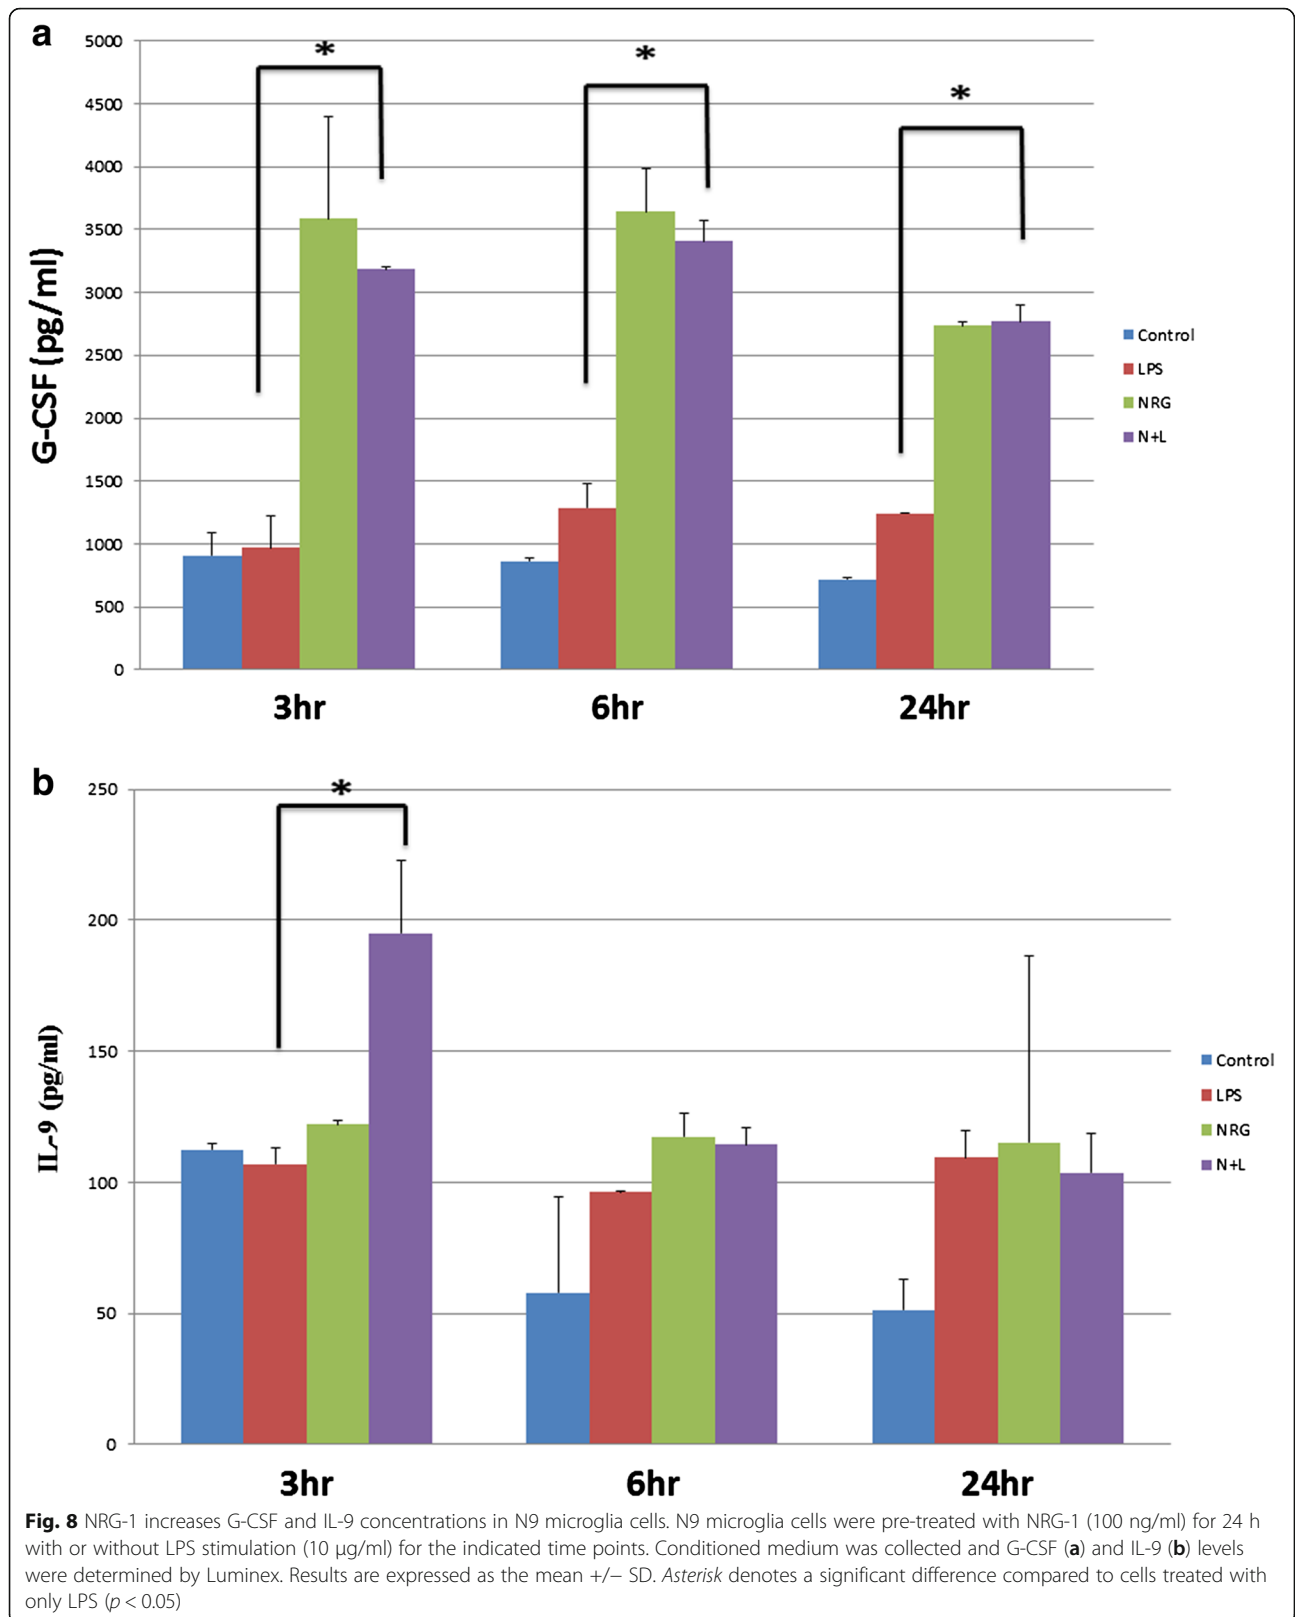 a
*
*
*
5000
4500
4000
3500
3000
2500
2000
1500
1000
500
0
G-CSF (pg/ml)
3hr 6hr 24hr
Control
LPS
NRG
N+L
b
*
250
200
150
100
50
0
IL-9 (pg/ml)
3hr 6hr 24hr
Control
LPS
NRG
N+L
Fig. 8 NRG-1 increases G-CSF and IL-9 concentrations in N9 microglia cells. N9 microglia cells were pre-treated with NRG-1 (100 ng/ml) for 24 h
with or without LPS stimulation (10 μg/ml) for the indicated time points. Conditioned medium was collected and G-CSF (a) and IL-9 (b) levels
were determined by Luminex. Results are expressed as the mean +/− SD. Asterisk denotes a significant difference compared to cells treated with
only LPS (p < 0.05)